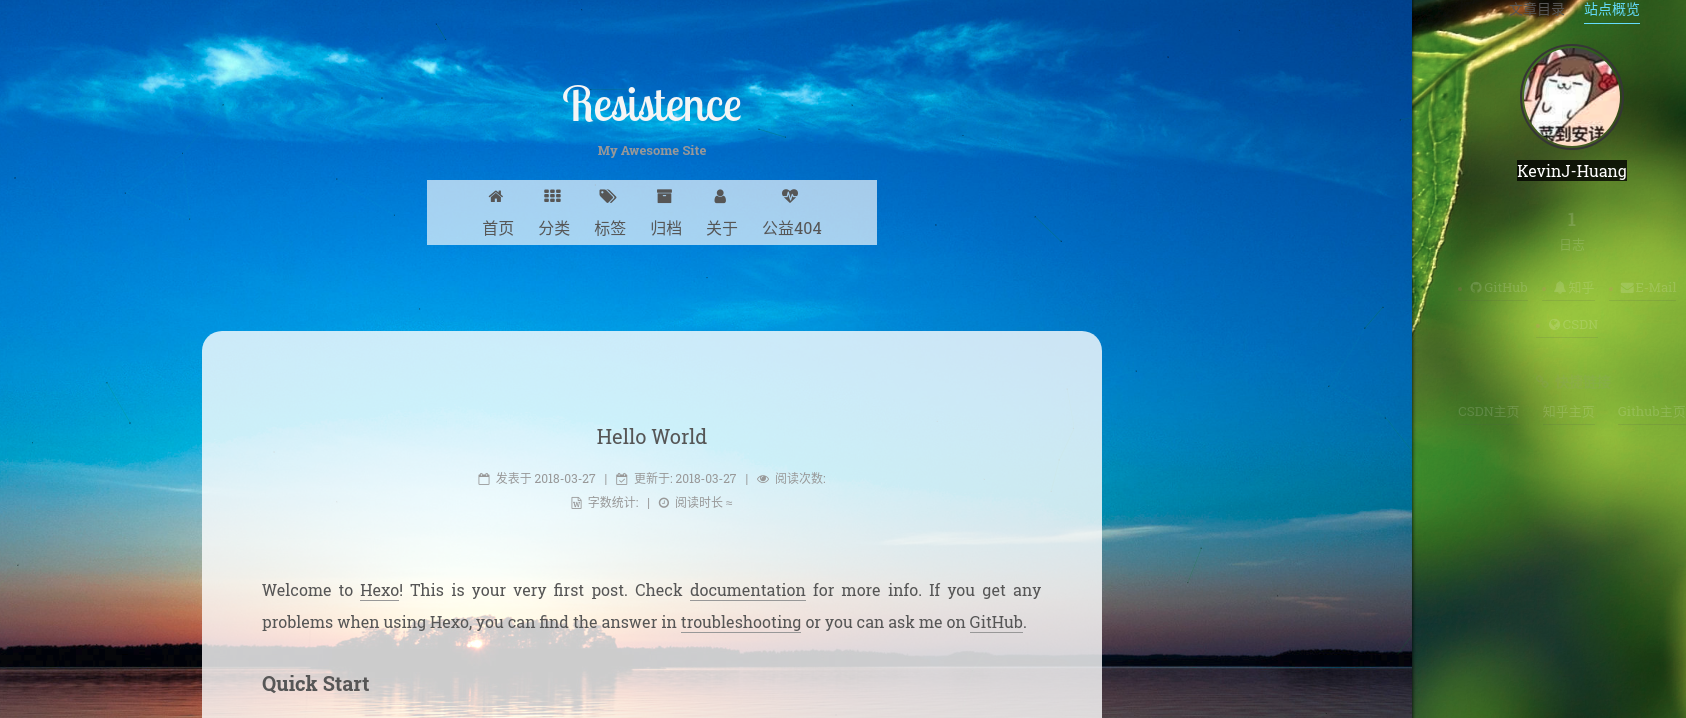 Resistence
My Awesome Site
首页 分类 标签 归档 关于 公益404
Hello World
发表于 2018-03-27 | 更新于: 2018-03-27 | 阅读次数:
字数统计: | 阅读时长 ≈
Welcome to Hexo! This is your very first post. Check documentation for more info. If you get any
problems when using Hexo, you can find the answer in troubleshooting or you can ask me on GitHub.
Quick Start
文章目录 站点概览
菜到安详
KevinJ-Huang
1
日志
GitHub 知乎 E-Mail
CSDN
CSDN主页 知乎主页 Github主页